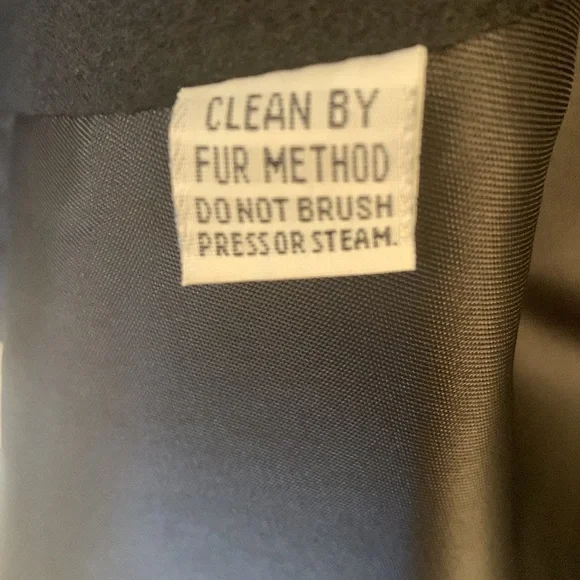 CLEAN BY
FUR METHOD
DO NOT BRUSH
PRESS OR STEAM.